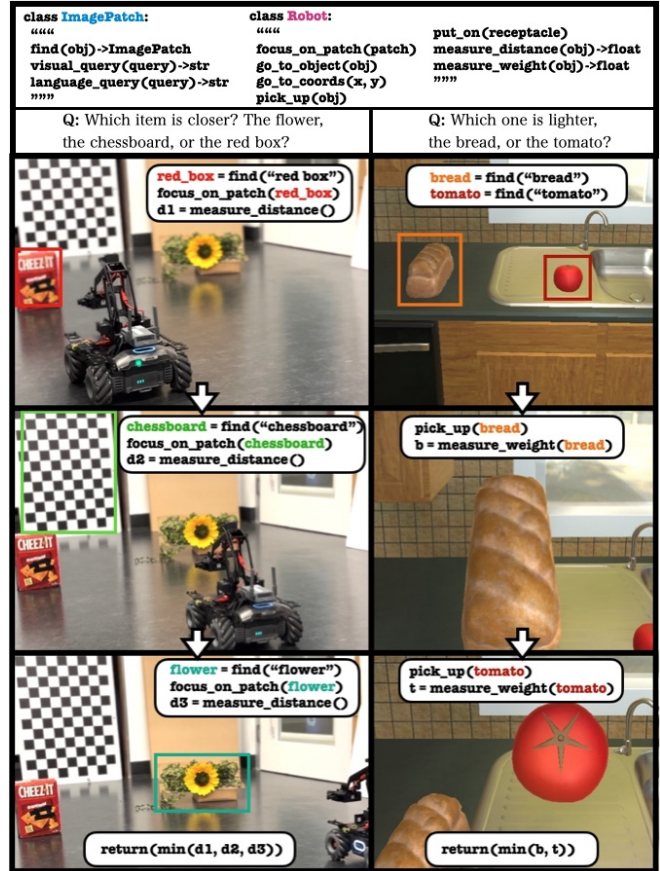 class ImagePatch:
"""
find(obj)->ImagePatch
visual_query(query)->str
language_query(query)->str
"""
class Robot:
"""
focus_on_patch(patch)
go_to_object(obj)
go_to_coords(x, y)
pick_up(obj)
put_on(receptacle)
measure_distance(obj)->float
measure_weight(obj)->float
"""
Q: Which item is closer? The flower,
the chessboard, or the red box?
Q: Which one is lighter,
the bread, or the tomato?
red_box = find("red box")
focus_on_patch(red_box)
d1 = measure_distance()
CHEEZ-IT
bread = find("bread")
tomato = find("tomato")
chessboard = find("chessboard")
focus_on_patch(chessboard)
d2 = measure_distance()
CHEEZ-IT
pick_up(bread)
b = measure_weight(bread)
flower = find("flower")
focus_on_patch(flower)
d3 = measure_distance()
CHEEZ-IT
return(min(d1, d2, d3))
pick_up(tomato)
t = measure_weight(tomato)
return(min(b, t))